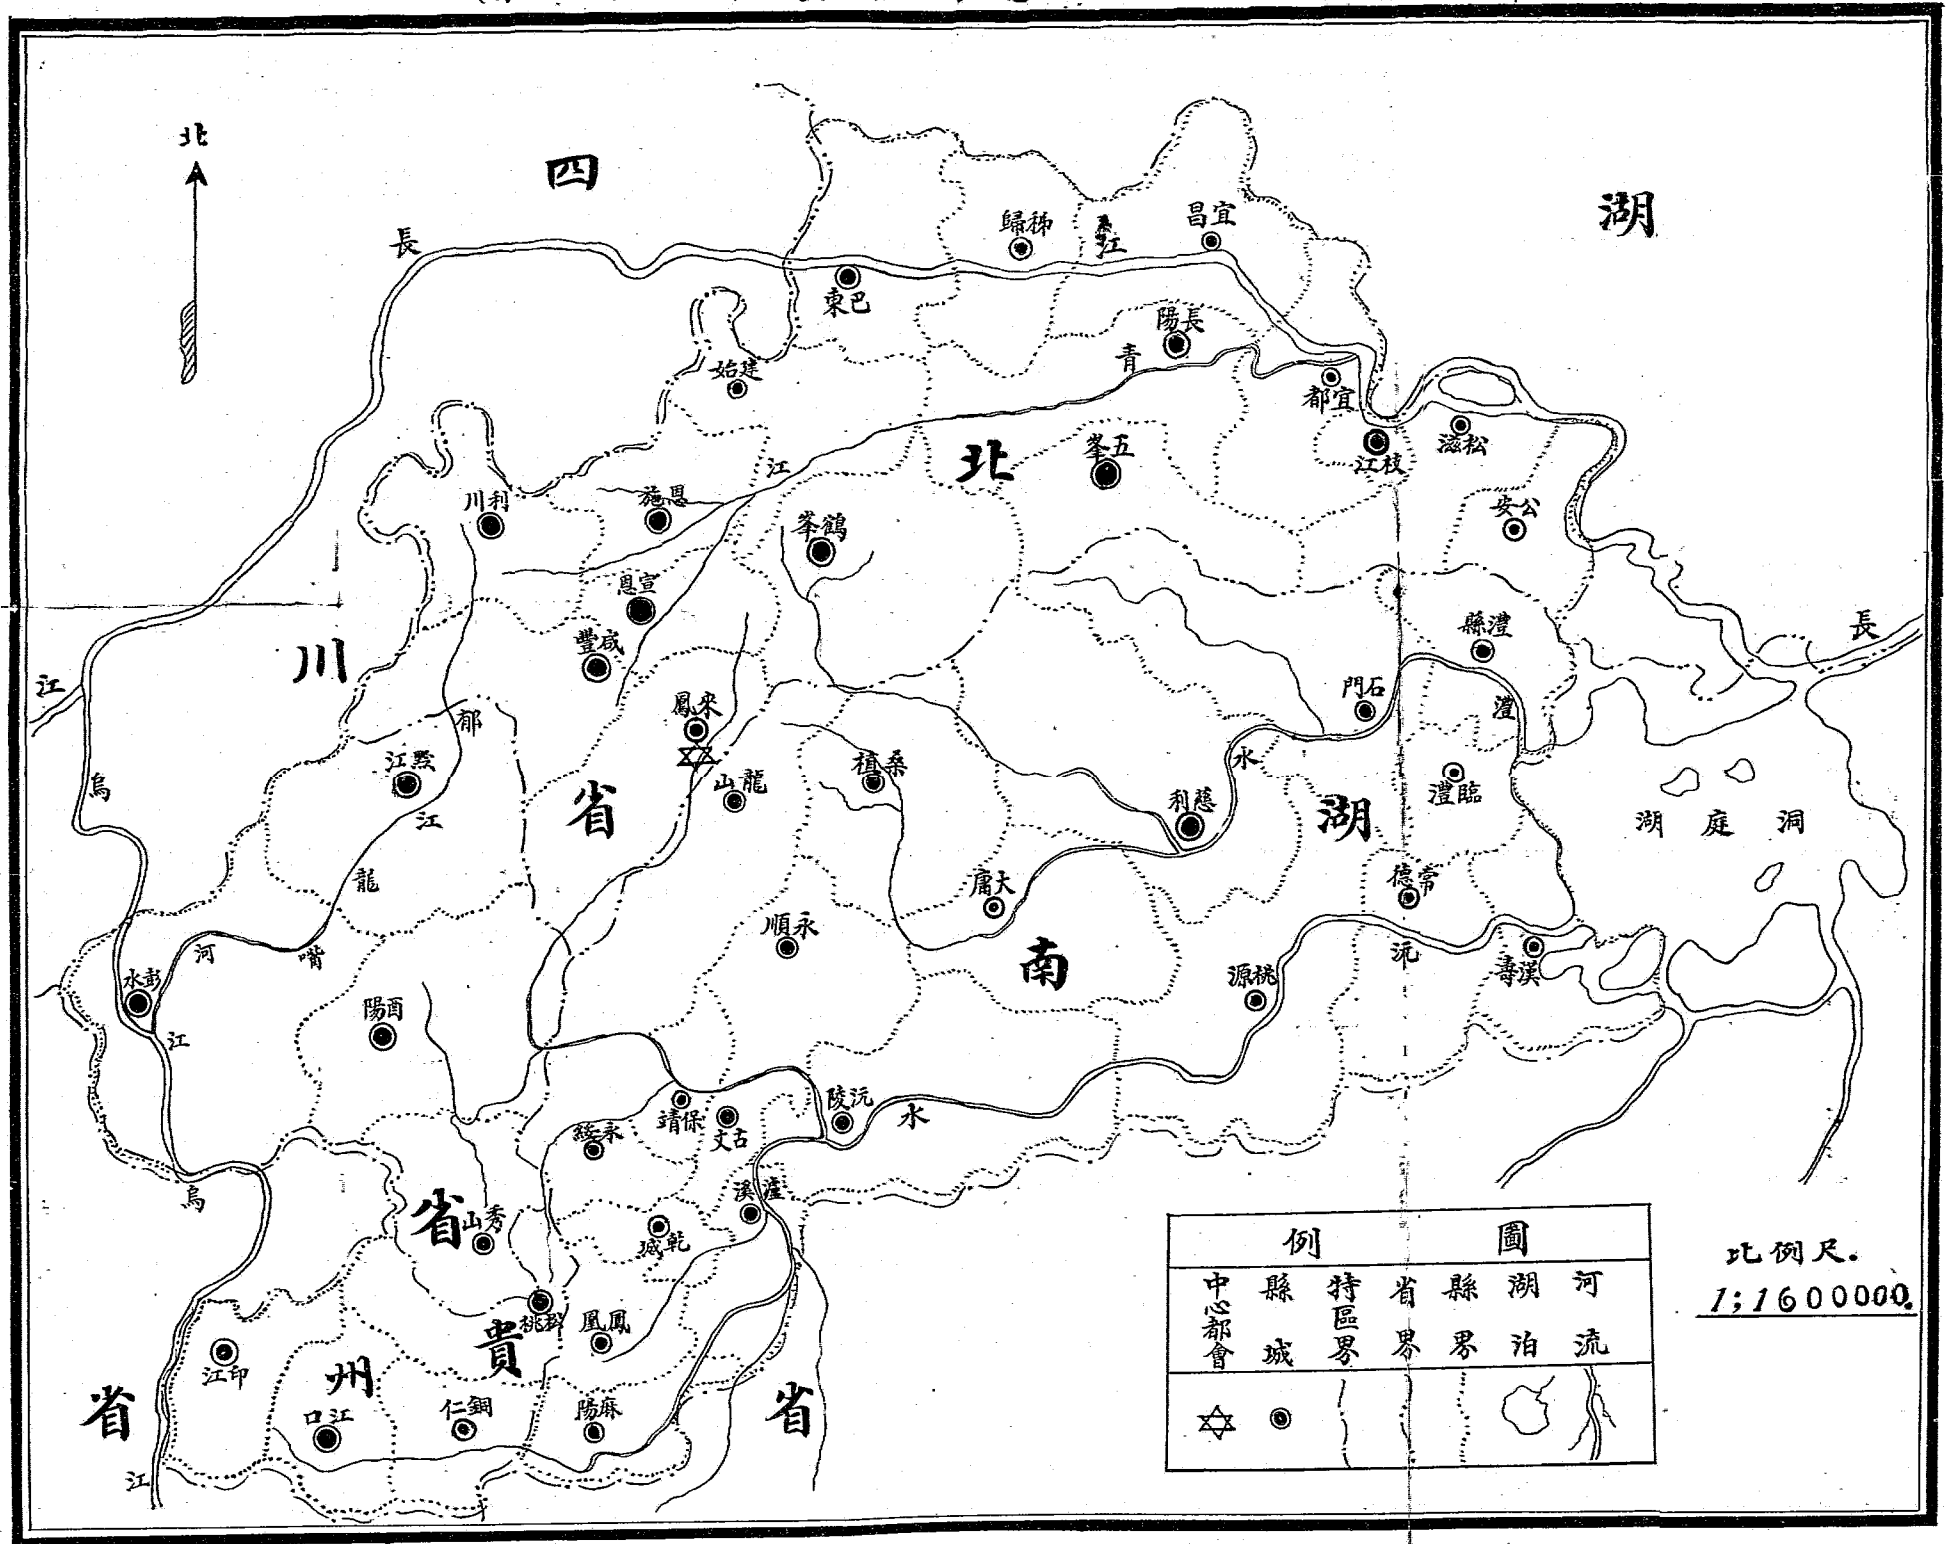 北
四
川
省
湖
北
省
湖
南
省
貴
州
省
長
江
秭歸
宜昌
巴東
長陽
青
江
建始
宜都
枝江
松滋
五峯
公安
利川
恩施
鶴峯
宣恩
咸豐
澧縣
長
江
石門
澧
水
來鳳
龍山
桑植
郁
江
黔江
慈利
臨澧
洞庭湖
烏
江
龍
嘴
河
大庸
常德
永順
桃源
沅
水
漢壽
彭水
酉陽
保靖
古丈
沅陵
永綏
瀘溪
烏
江
秀山
乾城
松桃
鳳凰
印江
江口
銅仁
麻陽
圖例
河流
湖泊
縣界
省界
特區界
縣城
中心都會
比例尺.
1;1600000.